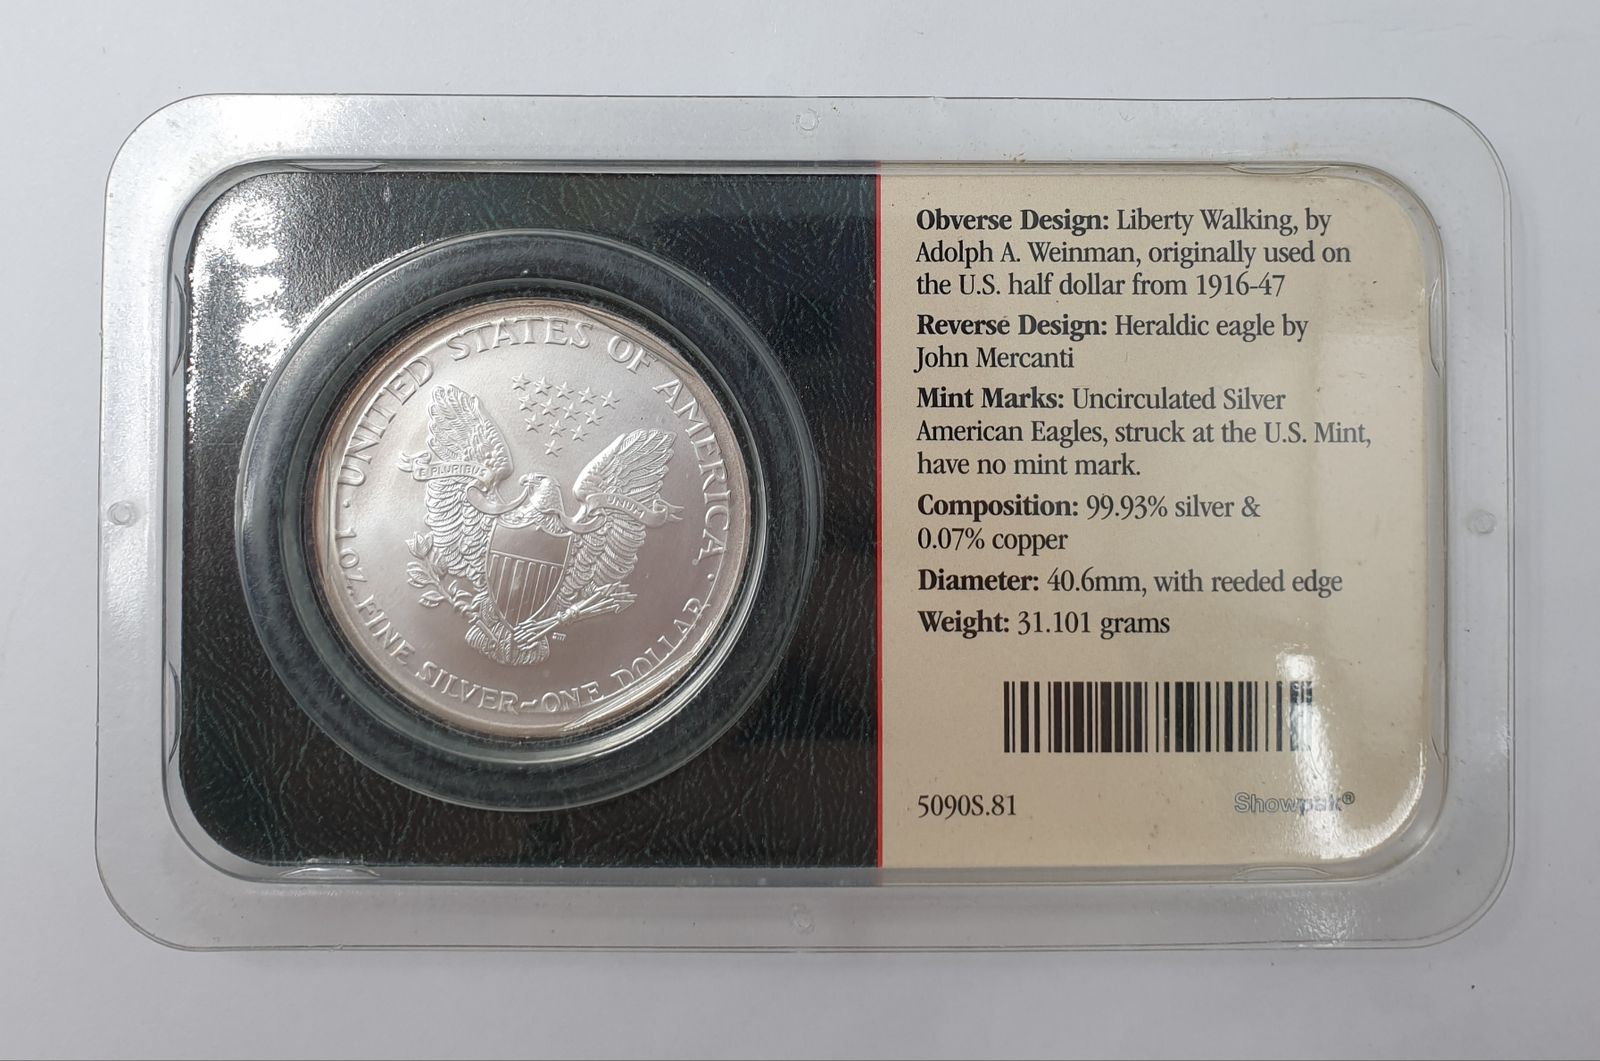 UNITED STATES OF AMERICA
E PLURIBUS
UNUM
1 OZ. FINE SILVER~ONE DOLLAR
Obverse Design: Liberty Walking, by
Adolph A. Weinman, originally used on
the U.S. half dollar from 1916-47
Reverse Design: Heraldic eagle by
John Mercanti
Mint Marks: Uncirculated Silver
American Eagles, struck at the U.S. Mint,
have no mint mark.
Composition: 99.93% silver &
0.07% copper
Diameter: 40.6mm, with reeded edge
Weight: 31.101 grams
5090S.81
Showpak®